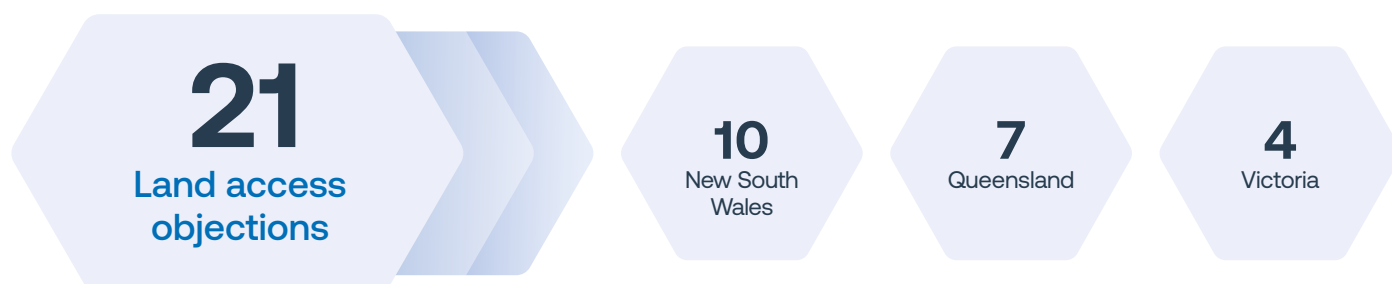 21
Land access
objections
10
New South
Wales
7
Queensland
4
Victoria